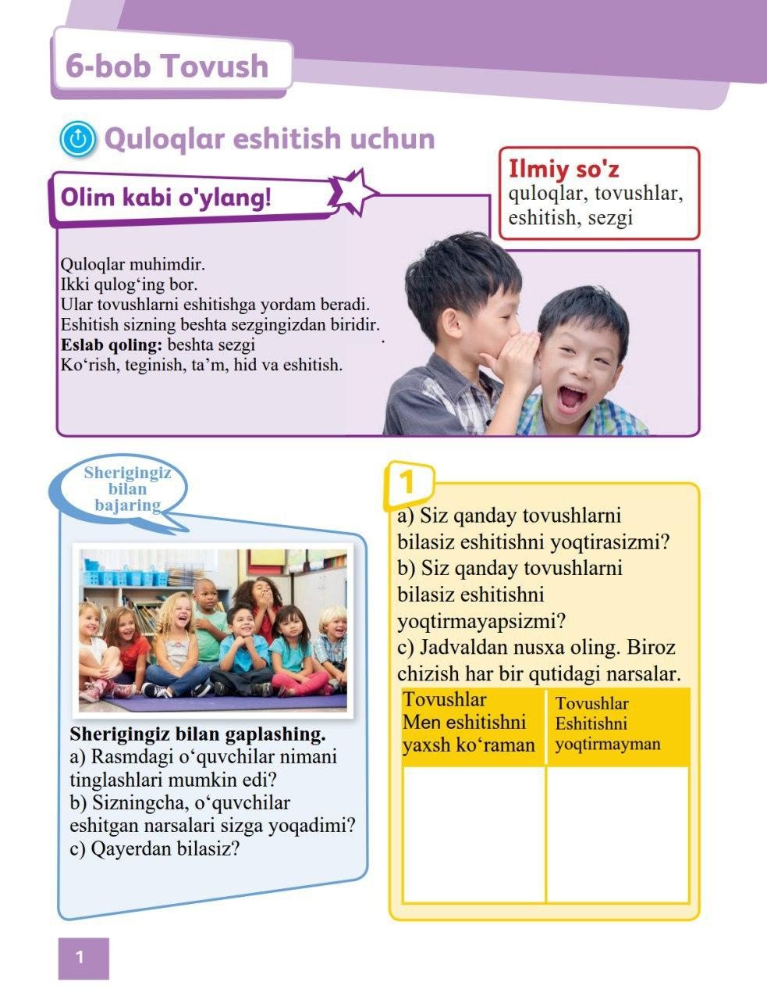 6-bob Tovush
Quloqlar eshitish uchun
Ilmiy so'z
quloqlar, tovushlar,
eshitish, sezgi
Olim kabi o'ylang!
Quloqlar muhimdir.
Ikki qulog‘ing bor.
Ular tovushlarni eshitishga yordam beradi.
Eshitish sizning beshta sezgingizdan biridir.
Eslab qoling: beshta sezgi
Ko‘rish, teginish, ta’m, hid va eshitish.
Sherigingiz
bilan
bajaring
Sherigingiz bilan gaplashing.
a) Rasmdagi o‘quvchilar nimani
tinglashlari mumkin edi?
b) Sizningcha, o‘quvchilar
eshitgan narsalari sizga yoqadimi?
c) Qayerdan bilasiz?
1
a) Siz qanday tovushlarni
bilasiz eshitishni yoqtirasizmi?
b) Siz qanday tovushlarni
bilasiz eshitishni
yoqtirmayapsizmi?
c) Jadvaldan nusxa oling. Biroz
chizish har bir qutidagi narsalar.
Tovushlar
Men eshitishni
yaxsh ko‘raman
Tovushlar
Eshitishni
yoqtirmayman
1